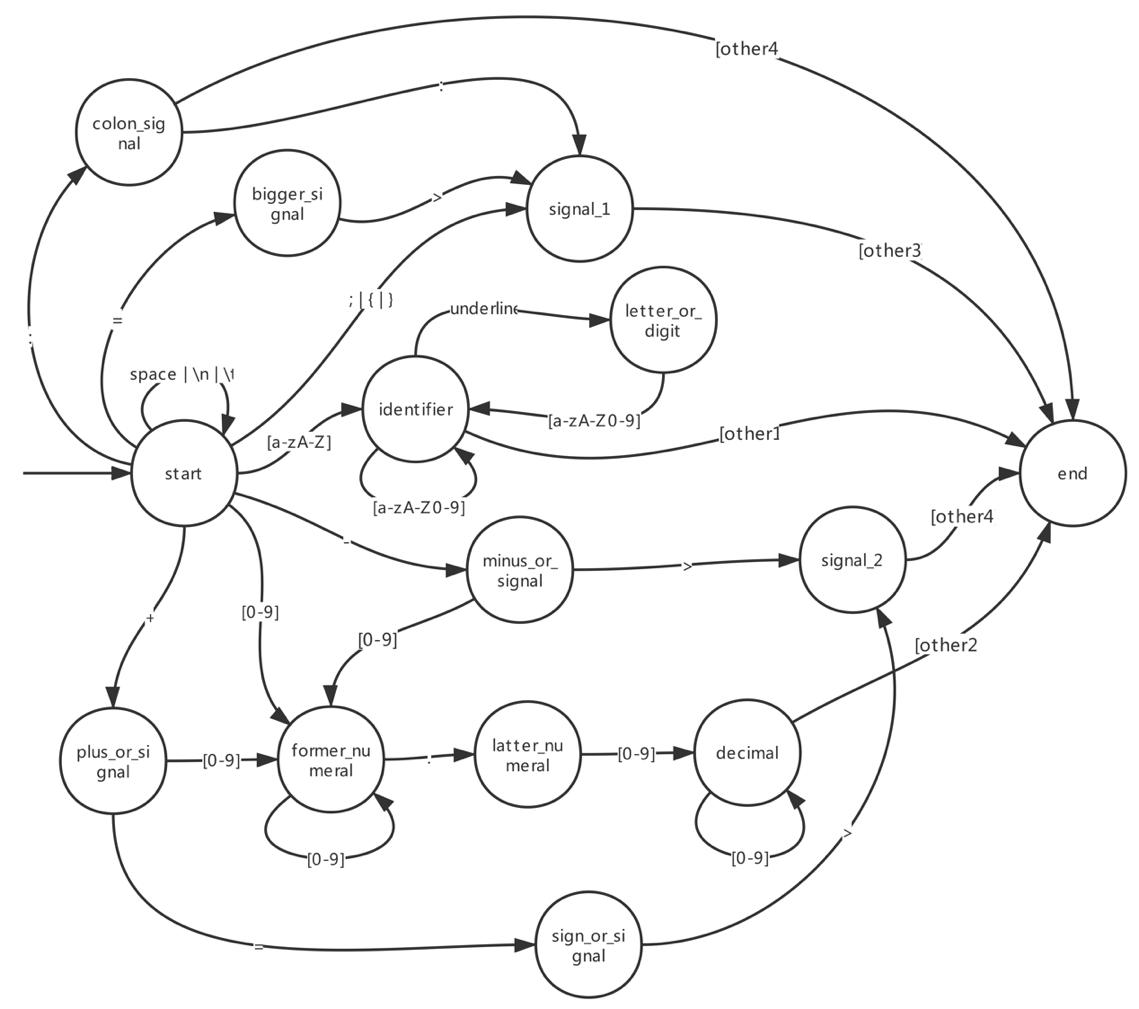 [other4
colon_sig
nal
:
bigger_si
gnal
>
signal_1
[other3
; | { | }
underline
letter_or_
digit
=
:
space | \n | \t
identifier
[a-zA-Z0-9]
[other1
[a-zA-Z]
start
end
[a-zA-Z0-9]
-
minus_or_
signal
>
signal_2
[other4
+
[0-9]
[0-9]
[other2
plus_or_si
gnal
[0-9]
former_nu
meral
.
latter_nu
meral
[0-9]
decimal
[0-9]
[0-9]
>
=
sign_or_si
gnal